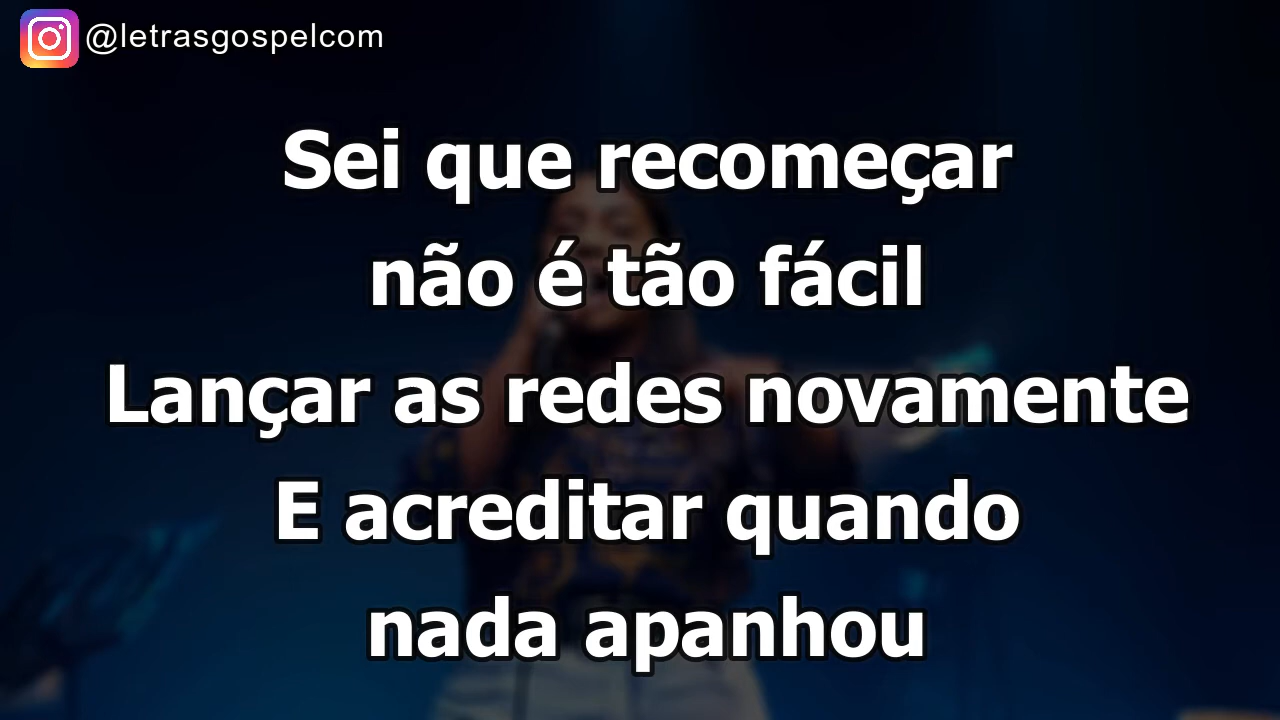 @letrasgospelcom
Sei que recomeçar
não é tão fácil
Lançar as redes novamente
E acreditar quando
nada apanhou